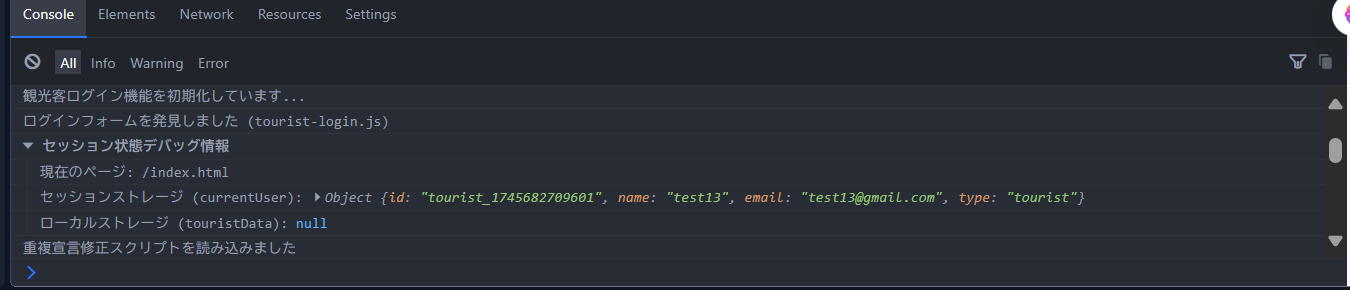 Console Elements Network Resources Settings
All Info Warning Error
観光客ログイン機能を初期化しています...
ログインフォームを発見しました (tourist-login.js)
セッション状態デバッグ情報
現在のページ: /index.html
セッションストレージ (currentUser): Object {id: "tourist_1745682709601", name: "test13", email: "test13@gmail.com", type: "tourist"}
ローカルストレージ (touristData): null
重複宣言修正スクリプトを読み込みました